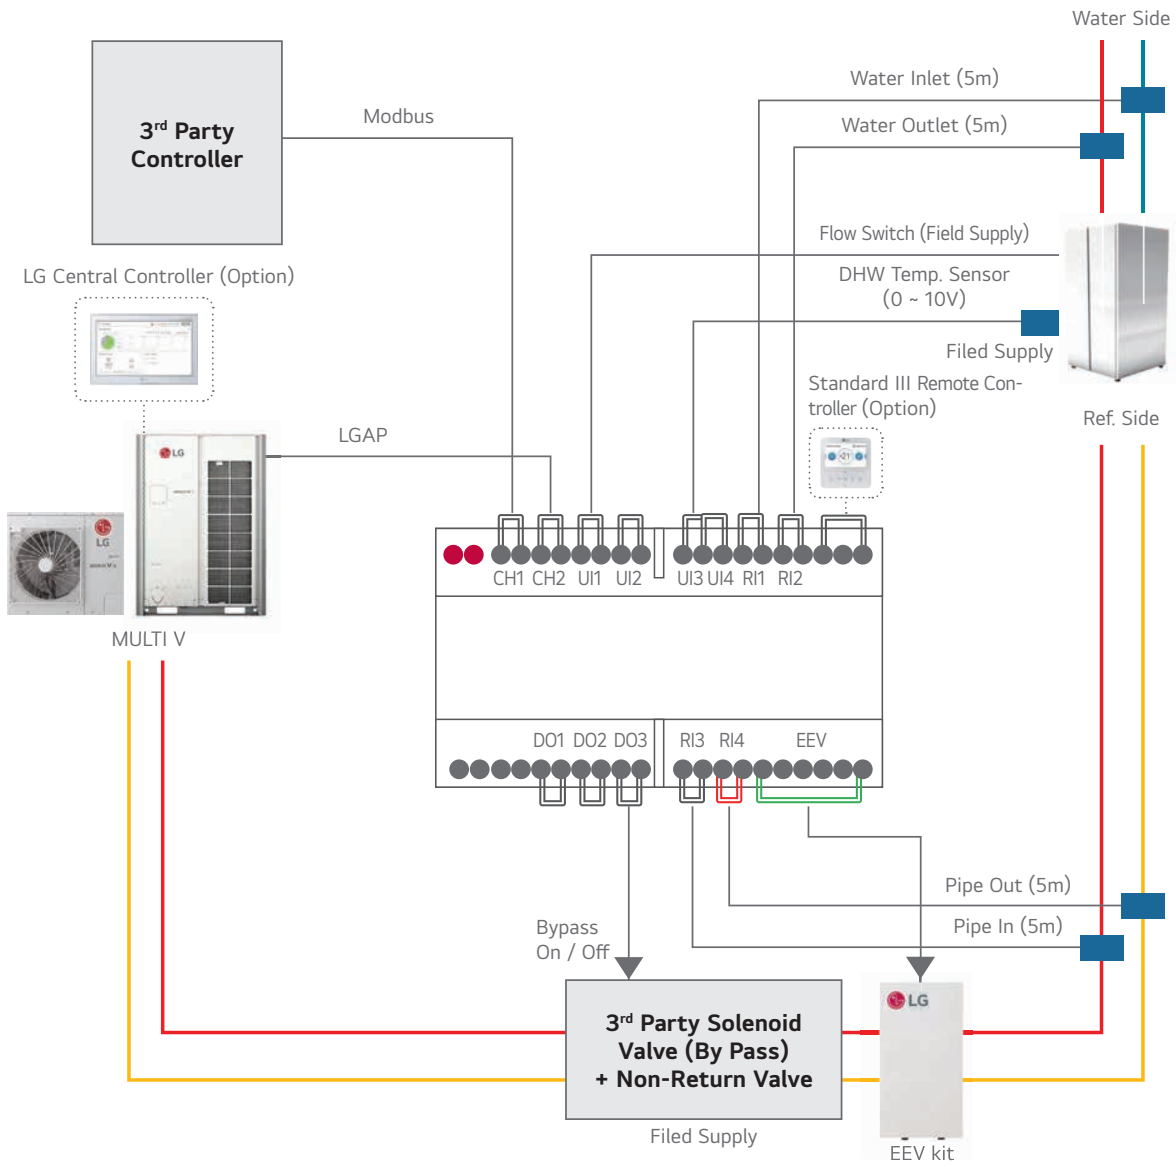 Water Side
Water Inlet (5m)
Modbus
Water Outlet (5m)
3rd Party
Controller
Flow Switch (Field Supply)
LG Central Controller (Option)
DHW Temp. Sensor
(0 ~ 10V)
Filed Supply
Standard III Remote Con-
troller (Option)
Ref. Side
LGAP
LG
LG
MULTI V
CH1 CH2 UI1 UI2 UI3 UI4 RI1 RI2
DO1 DO2 DO3 RI3 RI4 EEV
Pipe Out (5m)
Bypass
On / Off
Pipe In (5m)
LG
3rd Party Solenoid
Valve (By Pass)
+ Non-Return Valve
Filed Supply
EEV kit